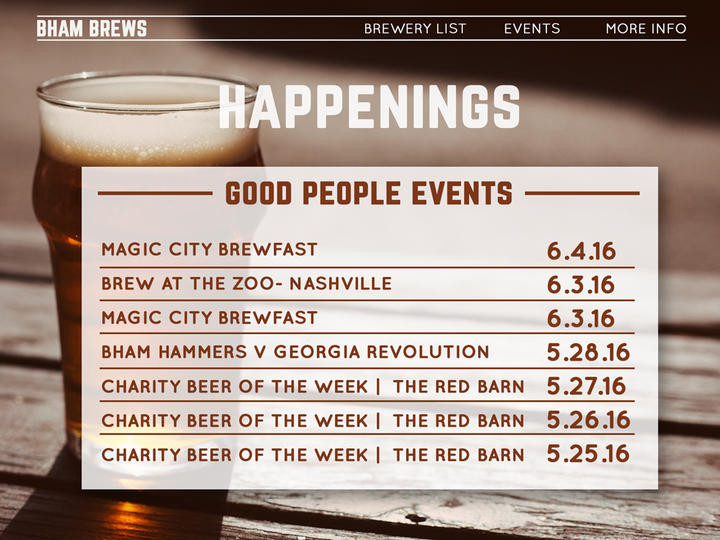 BHAM BREWS BREWERY LIST EVENTS MORE INFO
HAPPENINGS
GOOD PEOPLE EVENTS
MAGIC CITY BREWFAST 6.4.16
BREW AT THE ZOO- NASHVILLE 6.3.16
MAGIC CITY BREWFAST 6.3.16
BHAM HAMMERS V GEORGIA REVOLUTION 5.28.16
CHARITY BEER OF THE WEEK | THE RED BARN 5.27.16
CHARITY BEER OF THE WEEK | THE RED BARN 5.26.16
CHARITY BEER OF THE WEEK | THE RED BARN 5.25.16